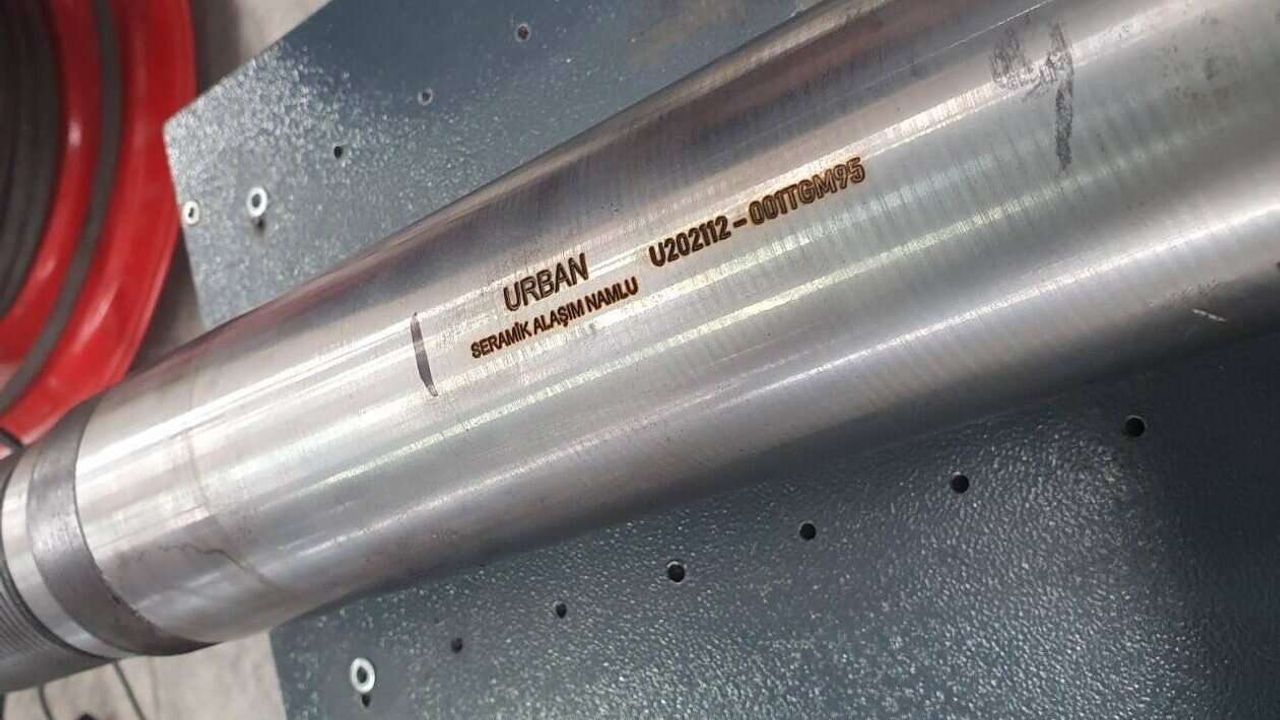 URBAN
SERAMİK ALAŞIM NAMLU
U202112-001TGM95